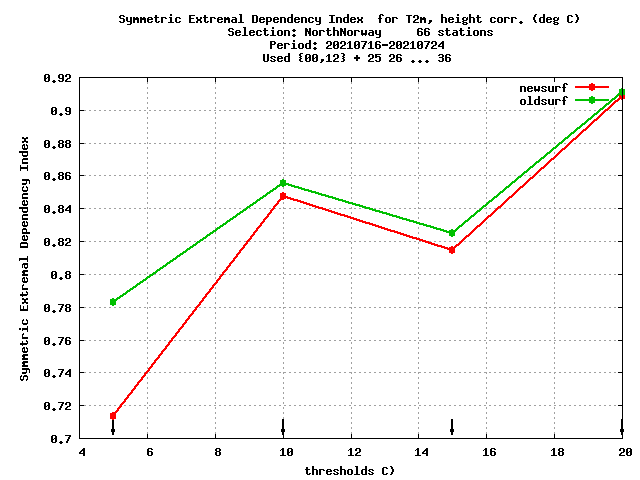 Symmetric Extremal Dependency Index  for T2m, height corr. (deg C)
Selection: NorthNorway     66 stations
Period: 20210716-20210724
Used {00,12} + 25 26 ... 36
newsurf
oldsurf
Symmetric Extremal Dependency Index
0.92
0.9
0.88
0.86
0.84
0.82
0.8
0.78
0.76
0.74
0.72
0.7
4 6 8 10 12 14 16 18 20
thresholds C)